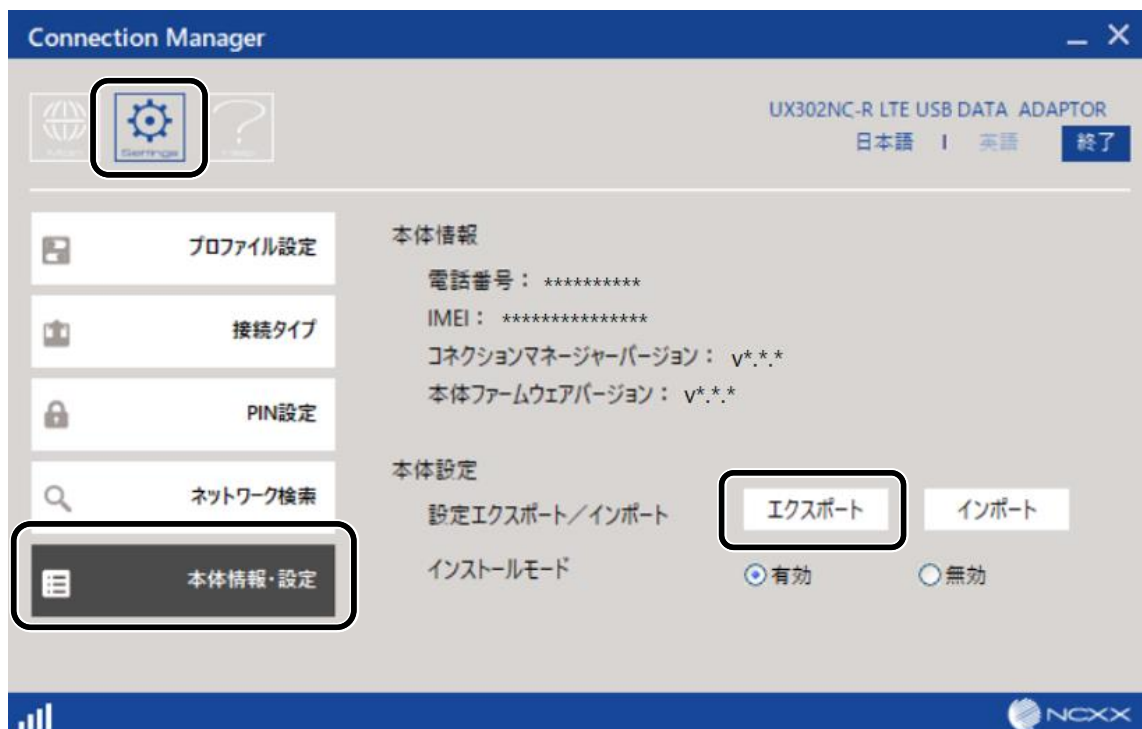 Connection Manager
Settings
UX302NC-R LTE USB DATA ADAPTOR
日本語 | 英語 終了
プロファイル設定
接続タイプ
PIN設定
ネットワーク検索
本体情報・設定
本体情報
電話番号： **********
IMEI： ***************
コネクションマネージャーバージョン： v*.*.*
本体ファームウェアバージョン： v*.*.*
本体設定
設定エクスポート／インポート エクスポート インポート
インストールモード 有効 無効
NCXX